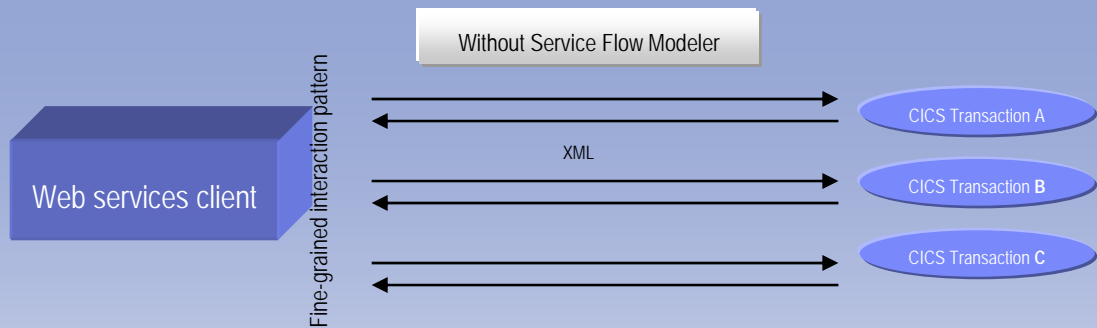 Without Service Flow Modeler
Web services client
Fine-grained interaction pattern
XML
CICS Transaction A
CICS Transaction B
CICS Transaction C